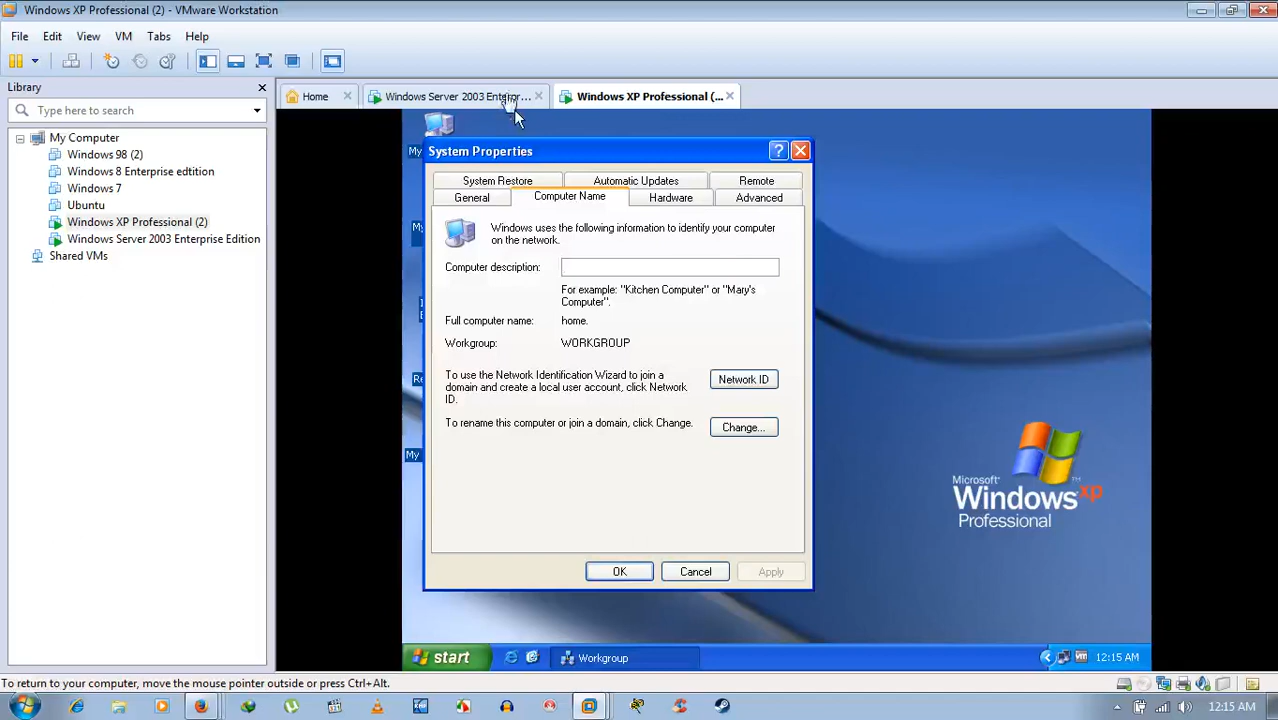 Windows XP Professional (2) - VMware Workstation
File Edit View VM Tabs Help
Library
Type here to search
My Computer
Windows 98 (2)
Windows 8 Enterprise edtition
Windows 7
Ubuntu
Windows XP Professional (2)
Windows Server 2003 Enterprise Edition
Shared VMs
Home
Windows Server 2003 Enterpr...
Windows XP Professional (...
My
System Properties
System Restore Automatic Updates Remote
General Computer Name Hardware Advanced
Windows uses the following information to identify your computer
on the network.
Computer description:
For example: "Kitchen Computer" or "Mary's
Computer".
Full computer name: home.
Workgroup: WORKGROUP
To use the Network Identification Wizard to join a
domain and create a local user account, click Network
ID.
Network ID
To rename this computer or join a domain, click Change.
Change...
OK Cancel Apply
My
Microsoft
Windows xp
Professional
start
Workgroup
12:15 AM
To return to your computer, move the mouse pointer outside or press Ctrl+Alt.
12:15 AM